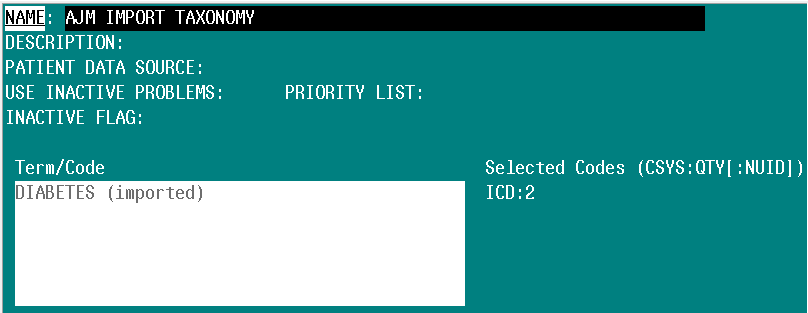 NAME: AJM IMPORT TAXONOMY
DESCRIPTION:
PATIENT DATA SOURCE:
USE INACTIVE PROBLEMS: PRIORITY LIST:
INACTIVE FLAG:
Term/Code Selected Codes (CSYS:QTY[:NUID])
DIABETES (imported) ICD:2